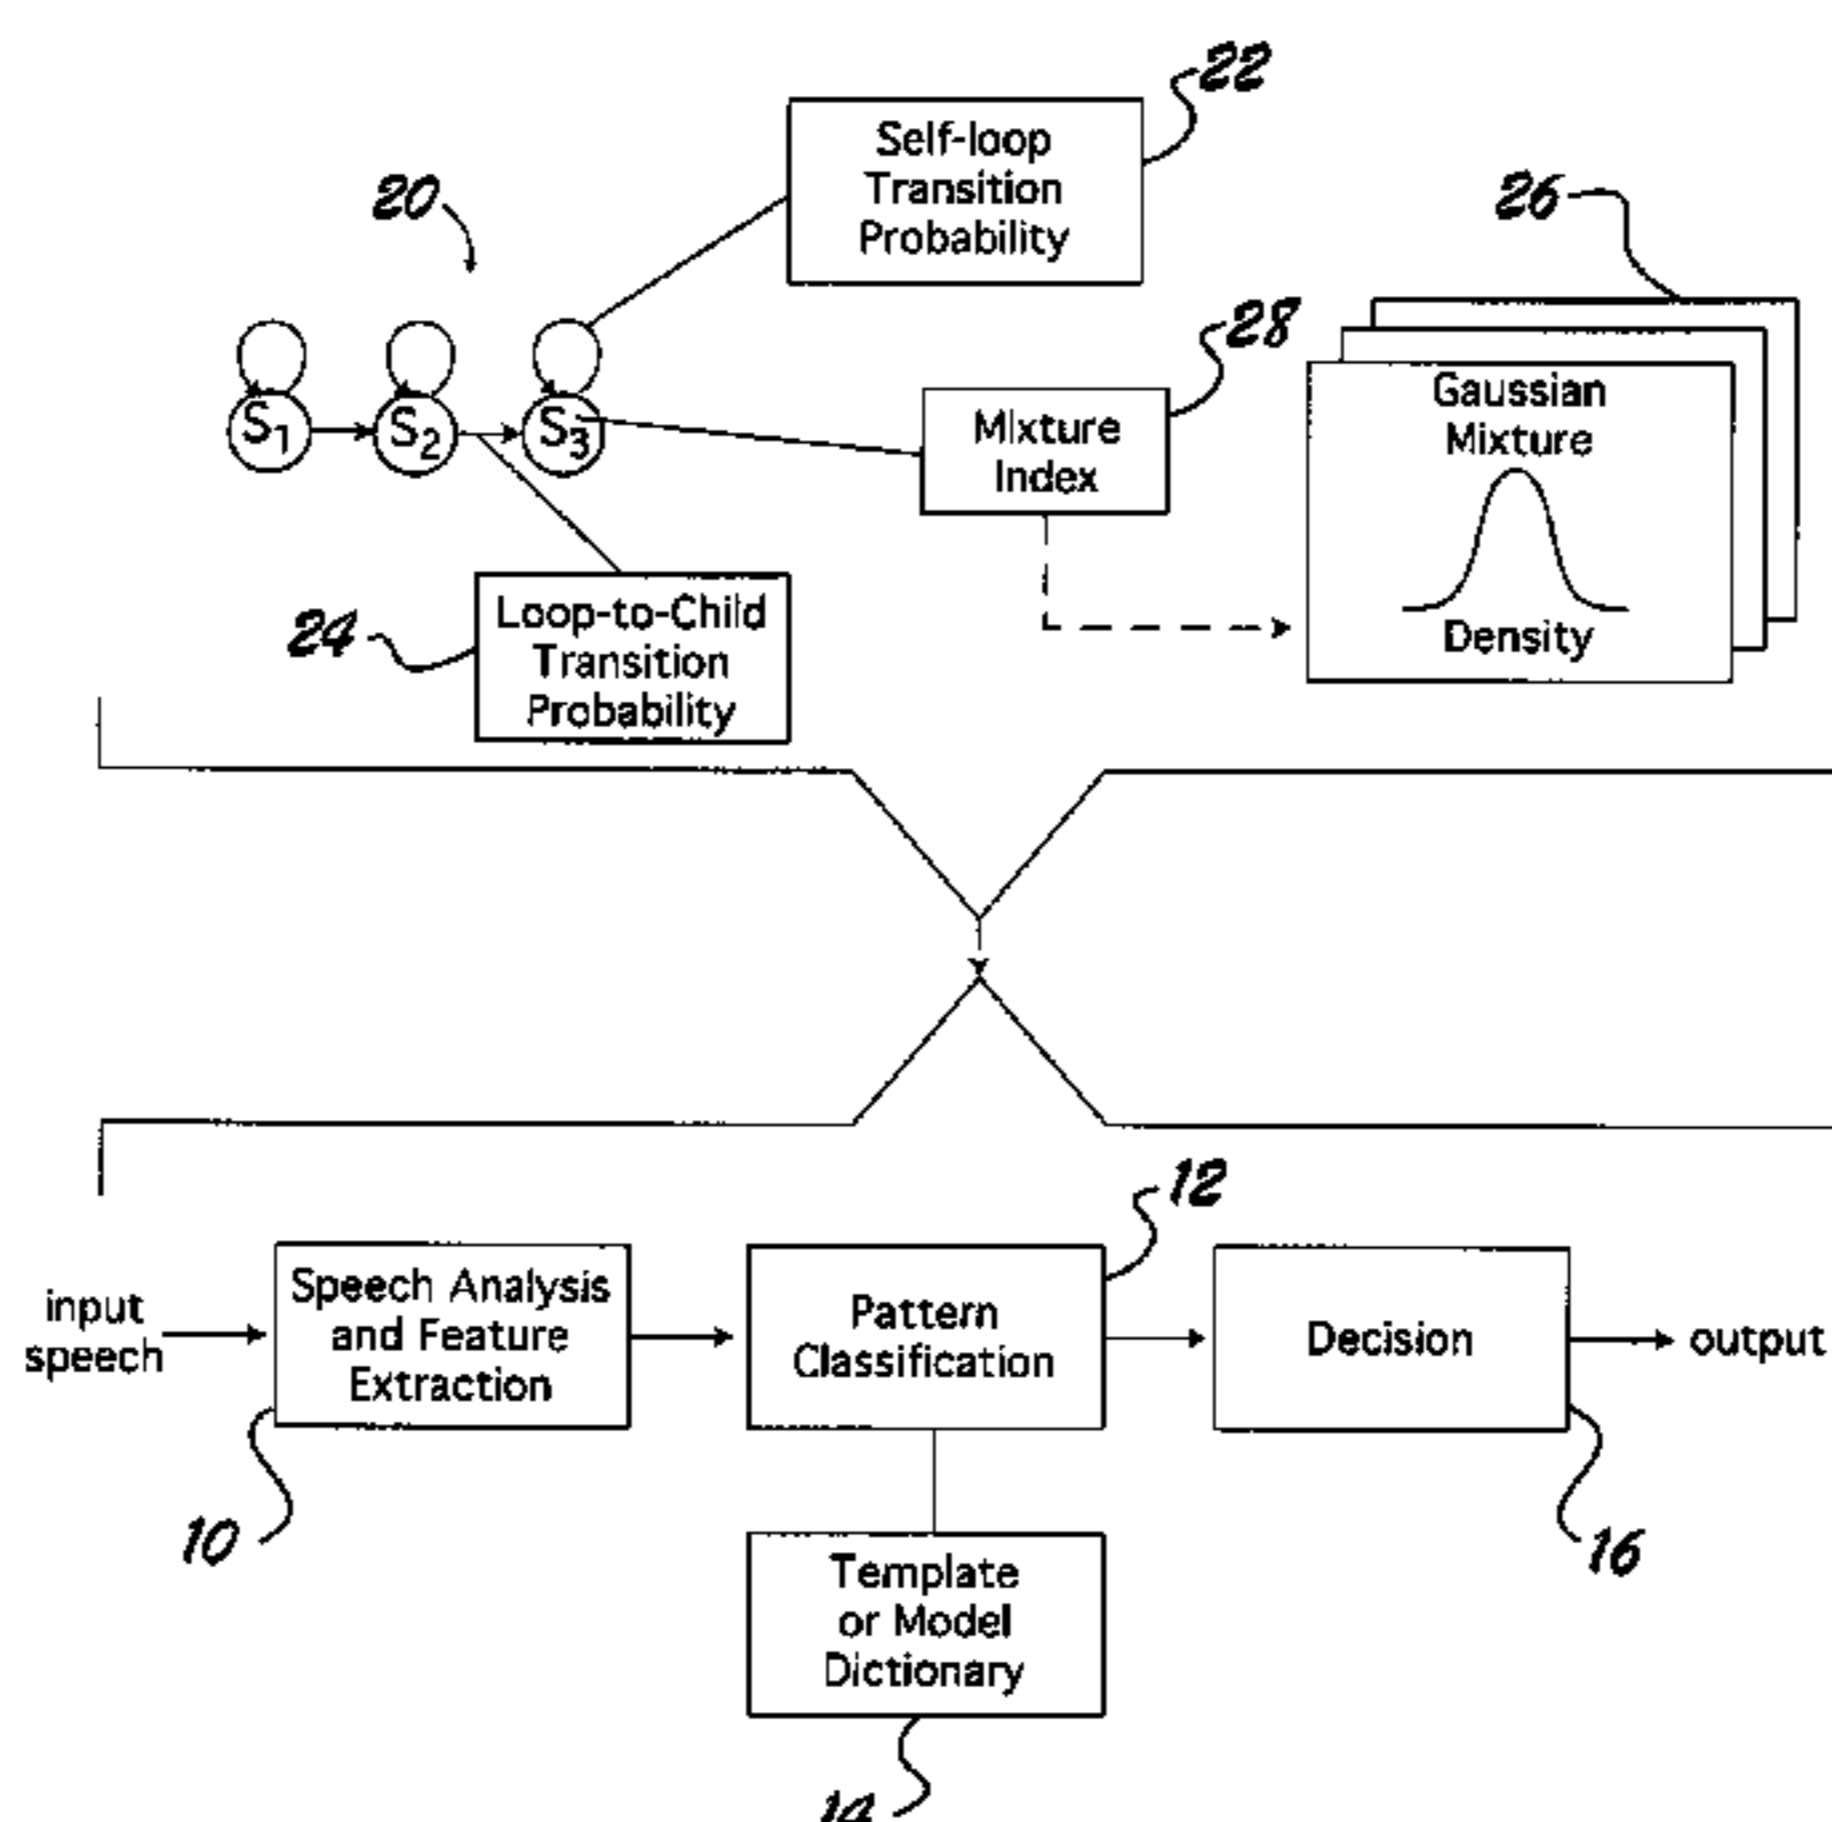 22
Self-loop
Transition
Probability
20
26
28
S1
S2
S3
Mixture
Index
Gaussian
Mixture
Density
24
Loop-to-Child
Transition
Probability
12
input
speech
Speech Analysis
and Feature
Extraction
Pattern
Classification
Decision
output
10
16
Template
or Model
Dictionary
14